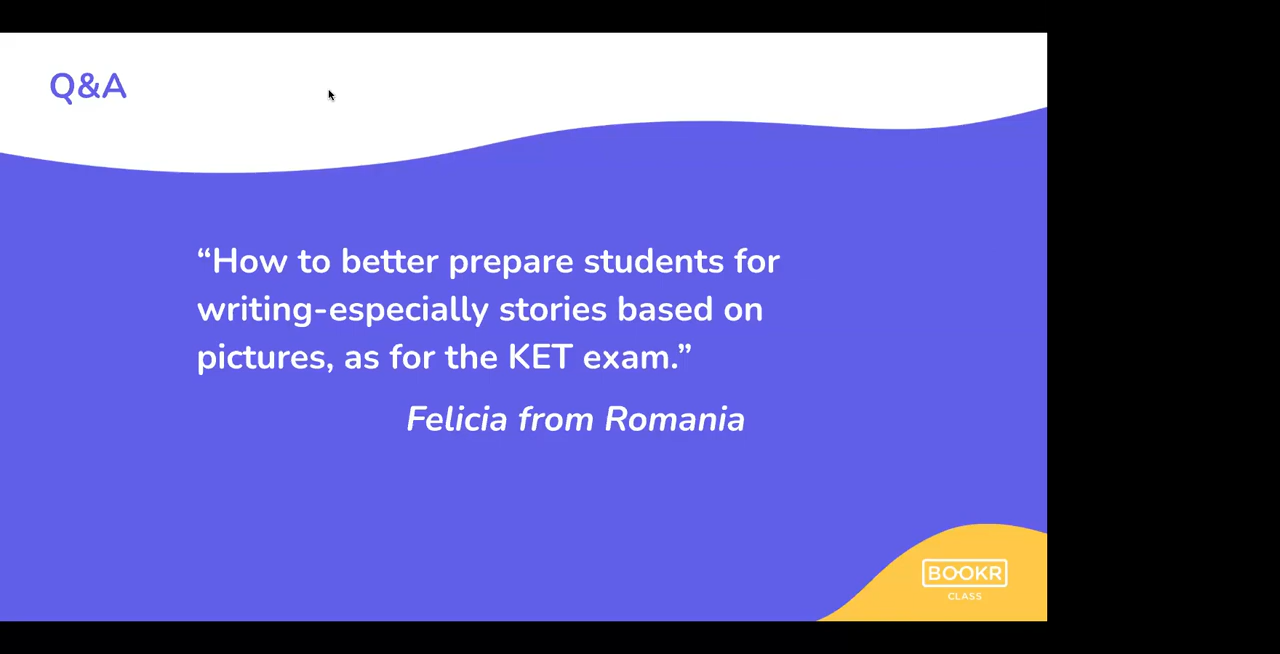 Q&A
“How to better prepare students for
writing-especially stories based on
pictures, as for the KET exam.”
Felicia from Romania
BOOKR
CLASS